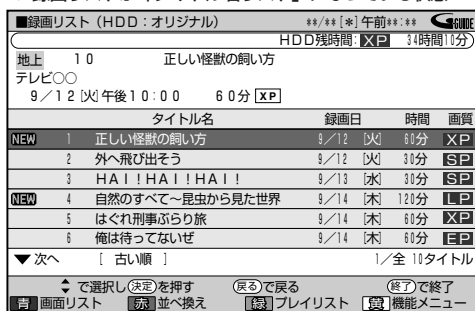 ■録画リスト（HDD：オリジナル） **/**[*]午前**:** GGUIDE
HDD残時間: XP 34時間10分
地上 10 正しい怪獣の飼い方
テレビ○○
9／12[火]午後10:00 60分 XP
タイトル名 録画日 時間 画質
NEW 1 正しい怪獣の飼い方 9／12 [火] 60分 XP
2 外へ飛び出そう 9／12 [火] 30分 SP
3 HAI！HAI！HAI！ 9／13 [水] 30分 SP
NEW 4 自然のすべて～昆虫から見た世界 9／14 [木] 120分 LP
5 はぐれ刑事ぶらり旅 9／14 [木] 60分 XP
6 俺は待ってないぜ 9／14 [木] 60分 EP
▼次へ [ 古い順 ] 1／全 10タイトル
で選択し決定を押す 戻るで戻る 終了で終了
青 画面リスト 赤 並べ換え 緑 プレイリスト 黄 機能メニュー